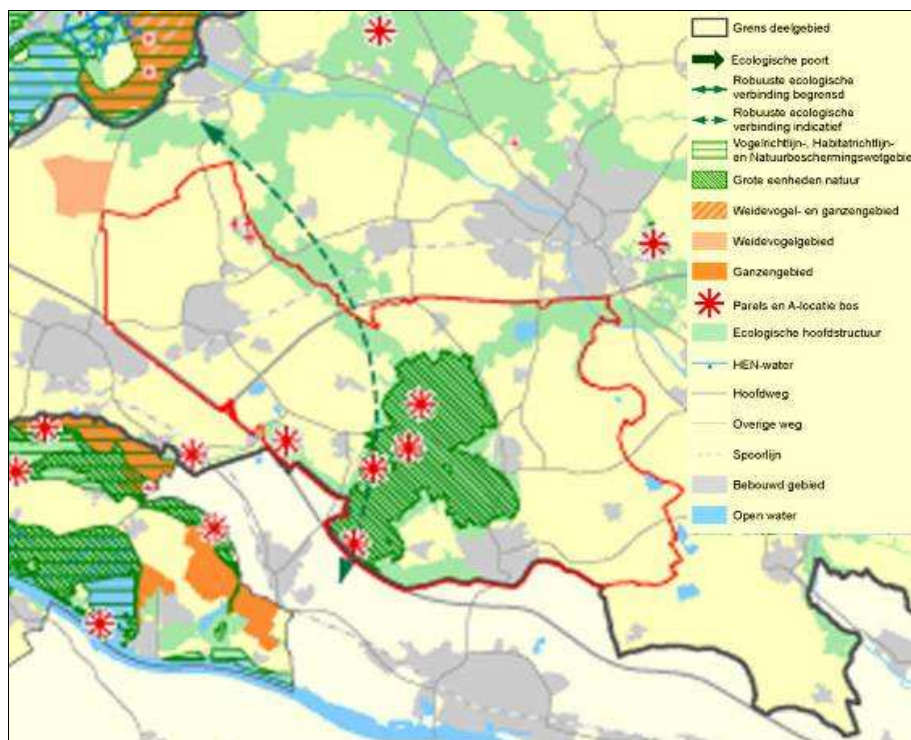 Grens deelgebied
Ecologische poort
Robuuste ecologische
verbinding begrensd
Robuuste ecologische
verbinding indicatief
Vogelrichtlijn-, Habitatrichtlijn-
en Natuurbeschermingswetgebie
Grote eenheden natuur
Weidevogel- en ganzengebied
Weidevogelgebied
Ganzengebied
Parels en A-locatie bos
Ecologische hoofdstructuur
HEN-water
Hoofdweg
Overige weg
Spoorlijn
Bebouwd gebied
Open water